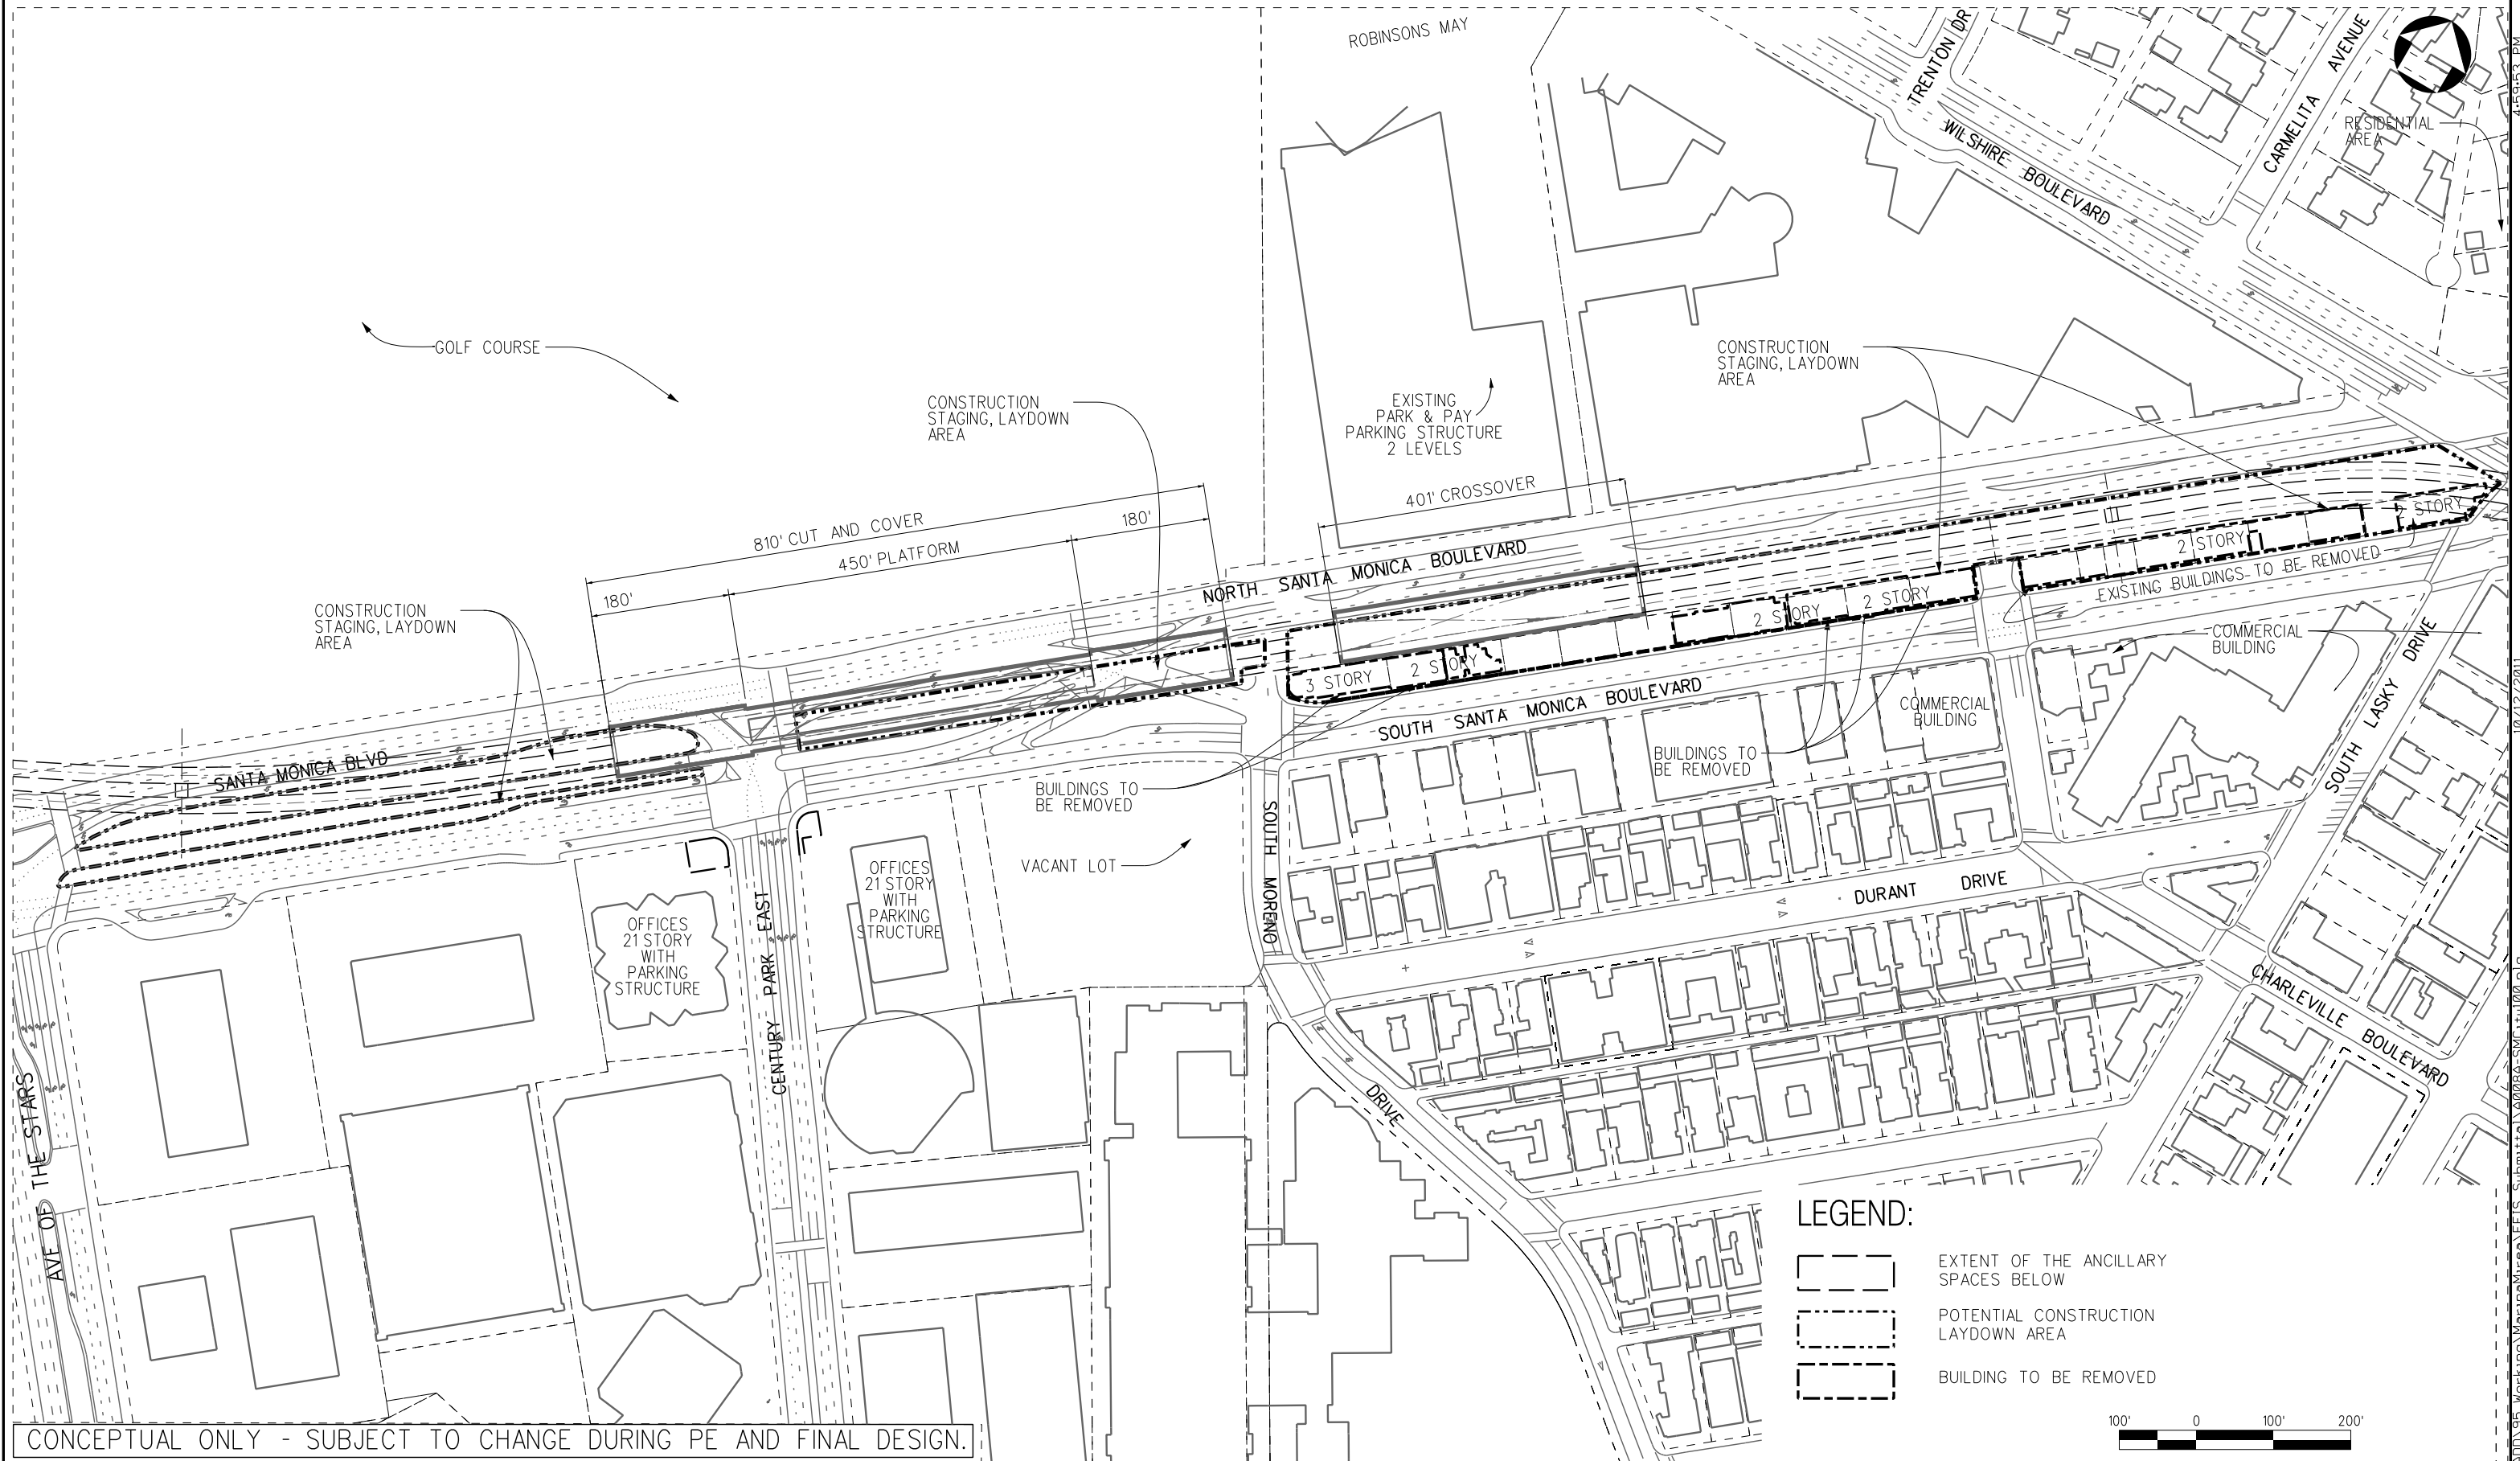 ROBINSONS MAY
TRENTON DR
CARMELITA AVENUE
WILSHIRE BOULEVARD
RESIDENTIAL
AREA
4:59:53 PM
GOLF COURSE
CONSTRUCTION
STAGING, LAYDOWN
AREA
EXISTING
PARK & PAY
PARKING STRUCTURE
2 LEVELS
CONSTRUCTION
STAGING, LAYDOWN
AREA
401' CROSSOVER
810' CUT AND COVER
180'
450' PLATFORM
180'
NORTH SANTA MONICA BOULEVARD
2 STORY
2 STORY
EXISTING BUILDINGS TO BE REMOVED
2 STORY
2 STORY
3 STORY
2 STORY
CONSTRUCTION
STAGING, LAYDOWN
AREA
SOUTH SANTA MONICA BOULEVARD
COMMERCIAL
BUILDING
COMMERCIAL
BUILDING
SOUTH LASKY DRIVE
BUILDINGS TO
BE REMOVED
SANTA MONICA BLVD
BUILDINGS TO
BE REMOVED
VACANT LOT
SOUTH MORENO
DRIVE
DURANT DRIVE
OFFICES
21 STORY
WITH
PARKING
STRUCTURE
OFFICES
21 STORY
WITH
PARKING
STRUCTURE
CENTURY PARK EAST
AVE OF THE STARS
CHARLEVILLE BOULEVARD
LEGEND:
EXTENT OF THE ANCILLARY
SPACES BELOW
POTENTIAL CONSTRUCTION
LAYDOWN AREA
BUILDING TO BE REMOVED
100' 0 100' 200'
CONCEPTUAL ONLY - SUBJECT TO CHANGE DURING PE AND FINAL DESIGN.